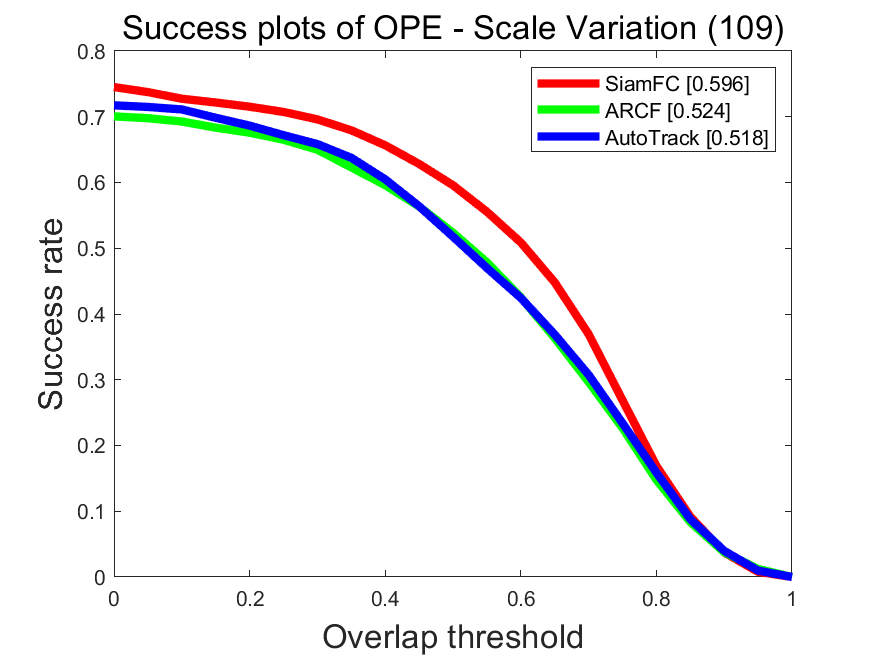 Success plots of OPE - Scale Variation (109)
0.8
0.7
0.6
0.5
0.4
0.3
0.2
0.1
0
Success rate
SiamFC [0.596]
ARCF [0.524]
AutoTrack [0.518]
0 0.2 0.4 0.6 0.8 1
Overlap threshold